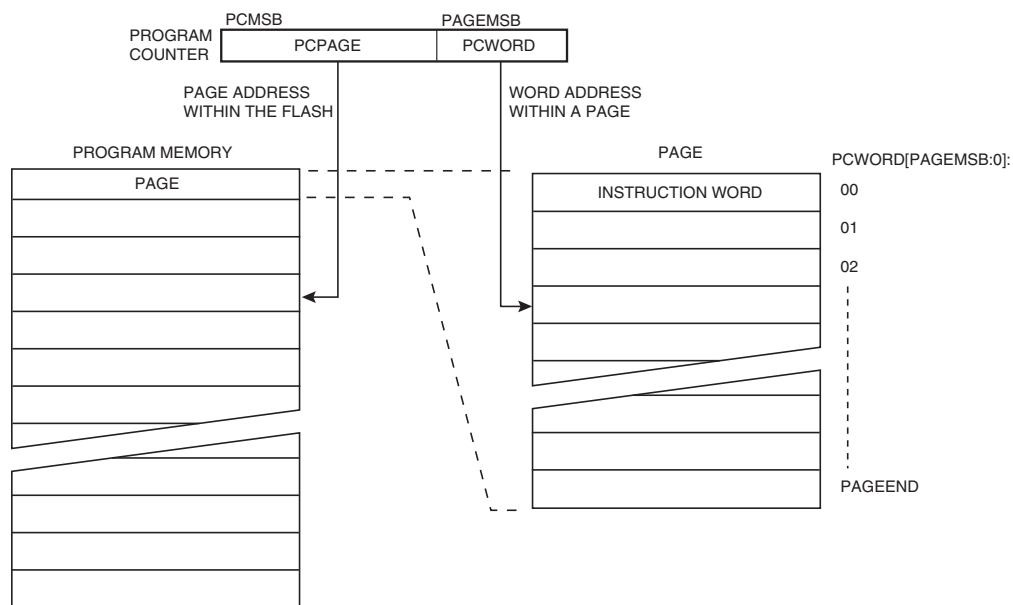 PCMSB PAGEMSB
PROGRAM
COUNTER
PCPAGE PCWORD
PAGE ADDRESS
WITHIN THE FLASH
WORD ADDRESS
WITHIN A PAGE
PROGRAM MEMORY
PAGE
PAGE
PCWORD[PAGEMSB:0]:
INSTRUCTION WORD
00
01
02
PAGEEND